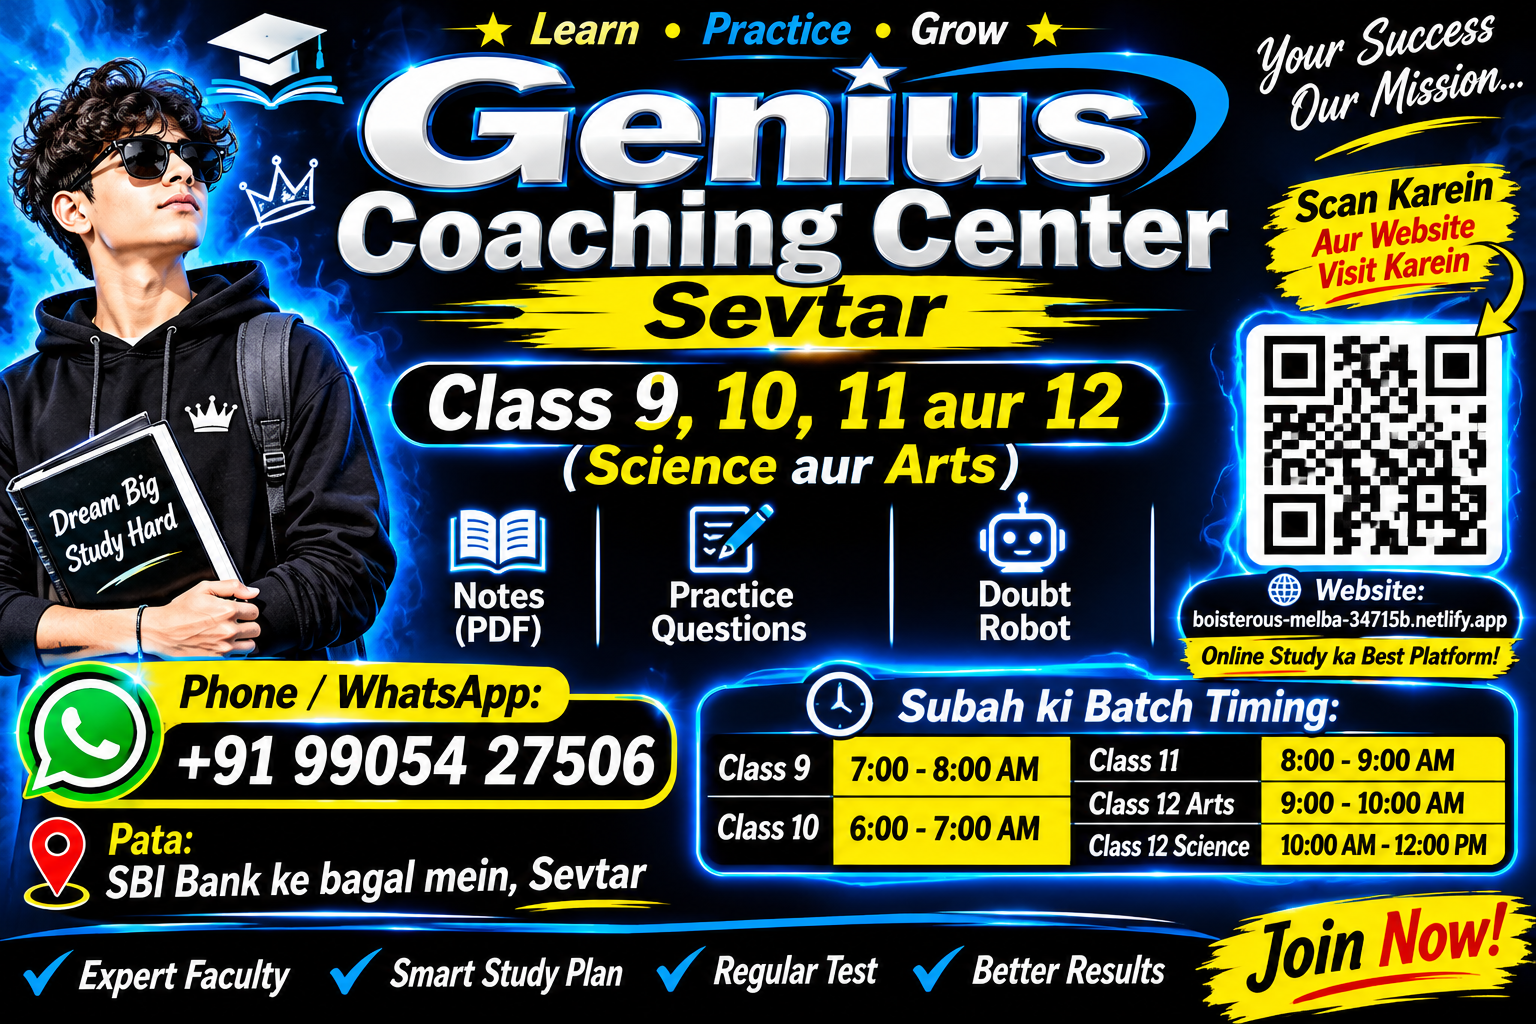 Learn • Practice • Grow
Genius
Coaching Center
Sevtar
Your Success
Our Mission...
Scan Karein
Aur Website
Visit Karein
Class 9, 10, 11 aur 12
(Science aur Arts)
Dream Big
Study Hard
Notes
(PDF)
Practice
Questions
Doubt
Robot
Website:
boisterous-melba-34715b.netlify.app
Online Study ka Best Platform!
Phone / WhatsApp:
+91 99054 27506
Pata:
SBI Bank ke bagal mein, Sevtar
Subah ki Batch Timing:
Class 9 7:00 - 8:00 AM
Class 10 6:00 - 7:00 AM
Class 11 8:00 - 9:00 AM
Class 12 Arts 9:00 - 10:00 AM
Class 12 Science 10:00 AM - 12:00 PM
Expert Faculty
Smart Study Plan
Regular Test
Better Results
Join Now!